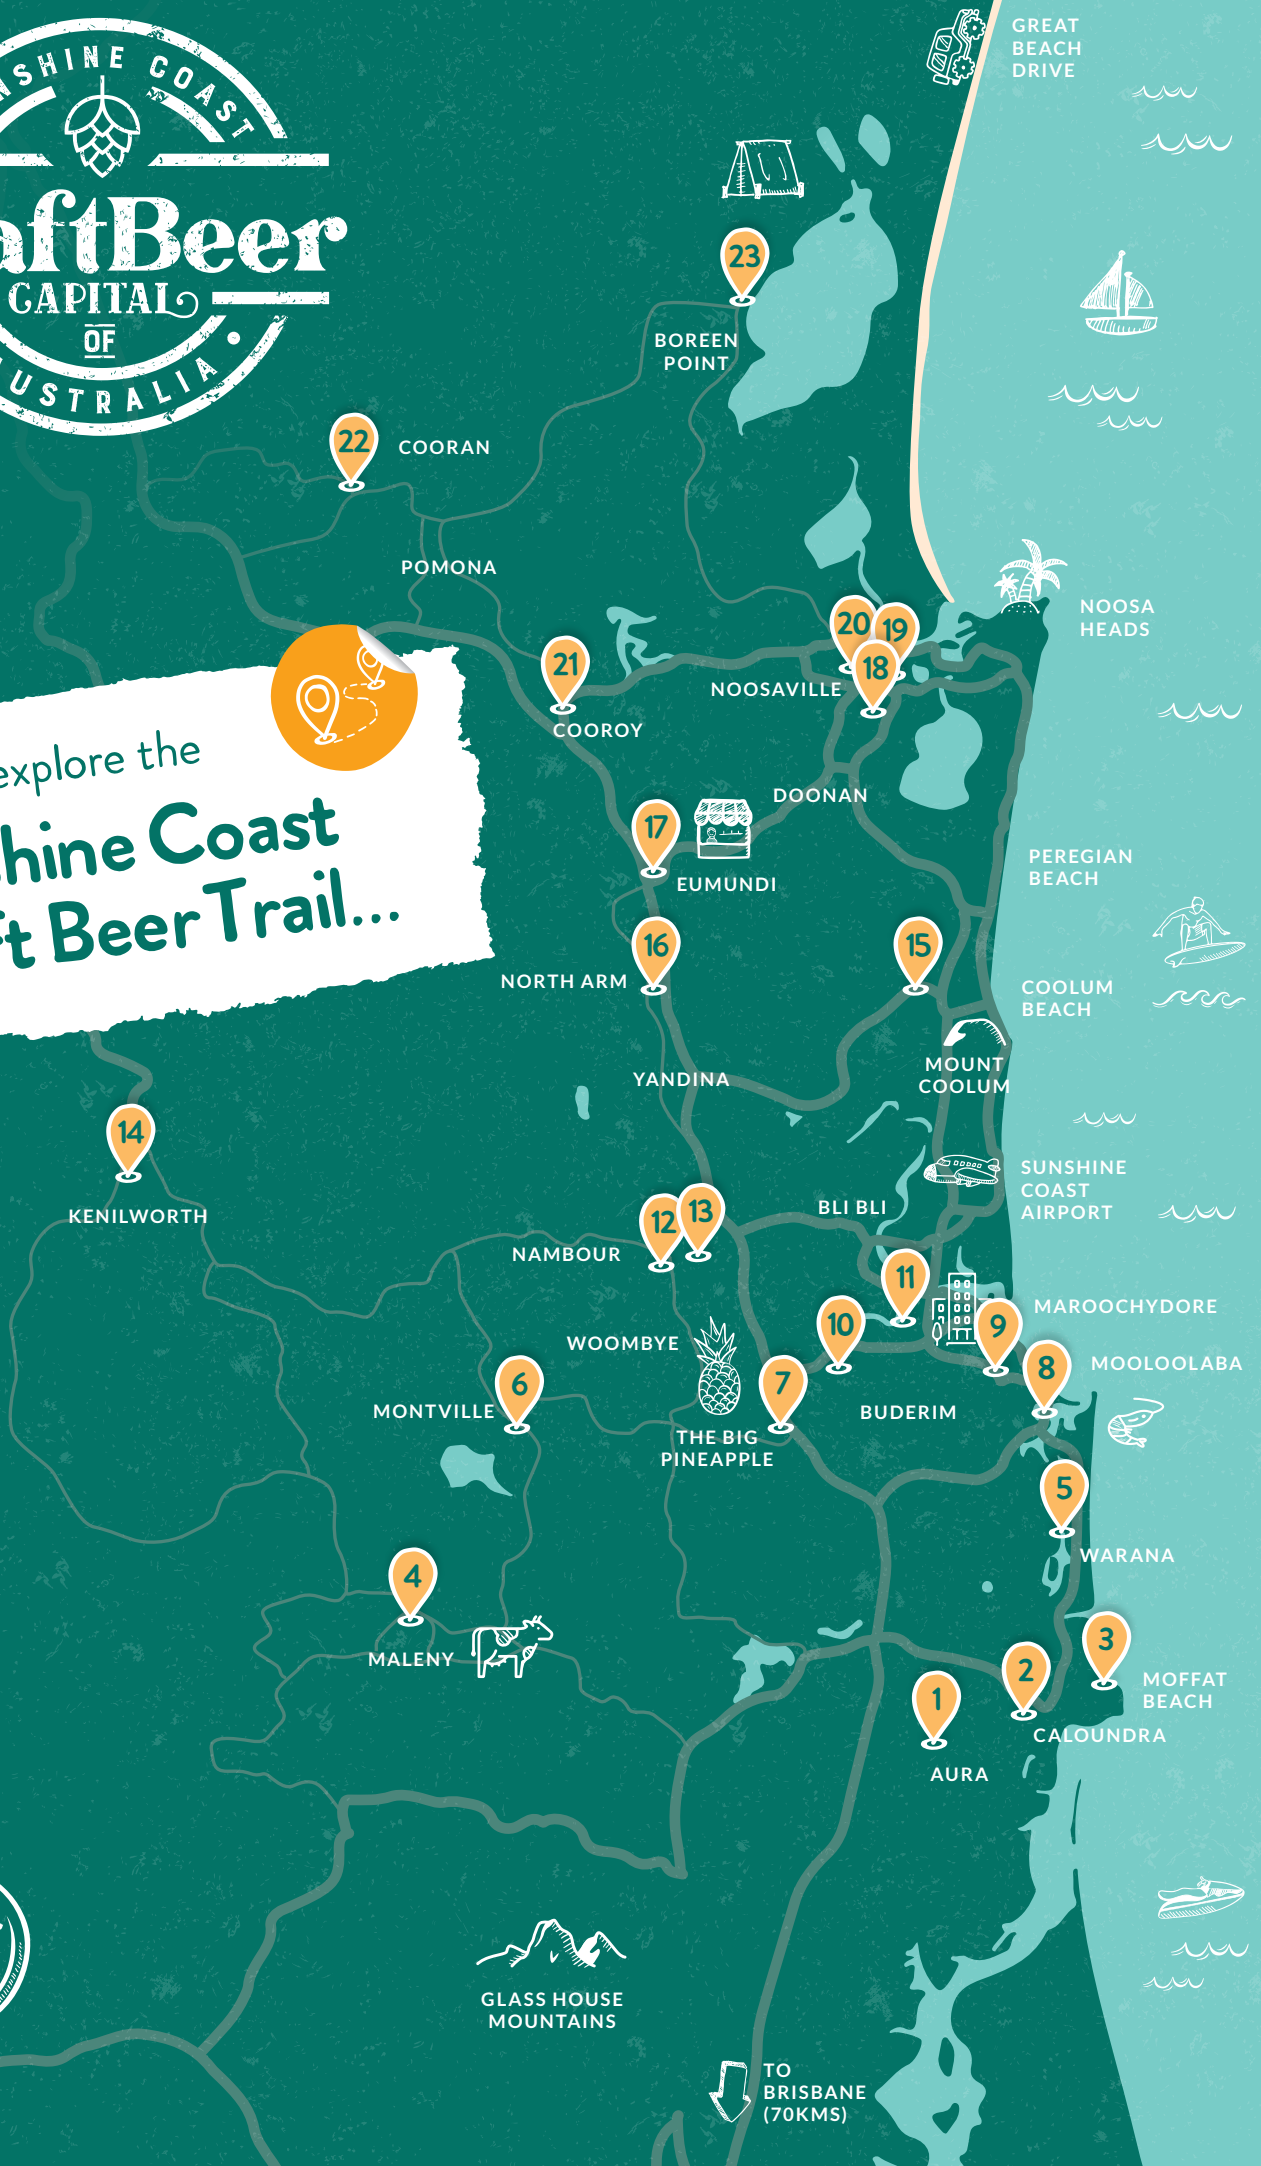 GREAT
BEACH
DRIVE
NSHINE COAST
aftBeer
CAPITAL
OF
AUSTRALIA
23
BOREEN
POINT
22
COORAN
POMONA
NOOSA
HEADS
20
19
18
21
NOOSAVILLE
COOROY
explore the
shine Coast
ft Beer Trail...
DOONAN
17
EUMUNDI
PEREGIAN
BEACH
16
15
NORTH ARM
COOLUM
BEACH
MOUNT
COOLUM
YANDINA
14
KENILWORTH
SUNSHINE
COAST
AIRPORT
BLI BLI
12
13
NAMBOUR
11
MAROOCHYDORE
10
9
WOOMBYE
8
MOOLOOLABA
7
6
MONTVILLE
BUDERIM
THE BIG
PINEAPPLE
5
WARANA
4
MALENY
3
MOFFAT
BEACH
2
CALOUNDRA
1
AURA
GLASS HOUSE
MOUNTAINS
TO
BRISBANE
(70KMS)